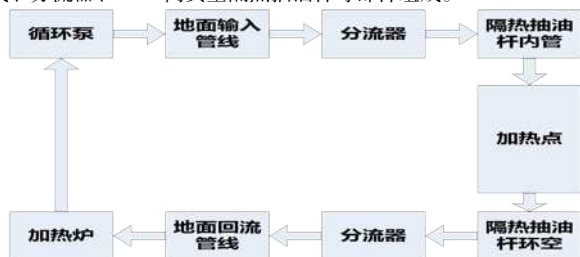 循环泵
地面输入
管线
分流器
隔热抽油
杆内管
加热点
隔热抽油
杆环空
分流器
地面回流
管线
加热炉